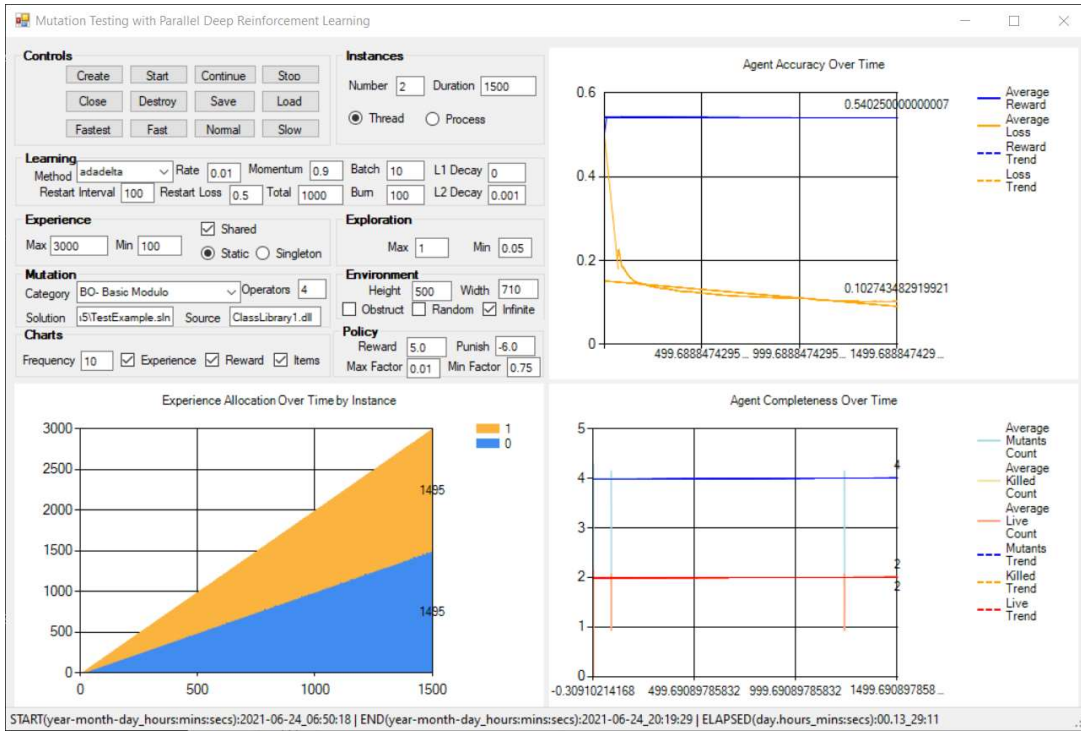 Mutation Testing with Parallel Deep Reinforcement Learning
Controls
Create Start Continue Stop
Close Destroy Save Load
Fastest Fast Normal Slow
Instances
Number 2 Duration 1500
Thread Process
Learning
Method adadelta Rate 0.01 Momentum 0.9 Batch 10 L1 Decay 0
Restart Interval 100 Restart Loss 0.5 Total 1000 Burn 100 L2 Decay 0.001
Experience
Shared
Max 3000 Min 100 Static Singleton
Exploration
Max 1 Min 0.05
Mutation
Category BO- Basic Modulo Operators 4
Solution ı5\TestExample.sln Source ClassLibrary1.dll
Environment
Height 500 Width 710
Obstruct Random Infinite
Charts
Frequency 10 Experience Reward Items
Policy
Reward 5.0 Punish -6.0
Max Factor 0.01 Min Factor 0.75
Agent Accuracy Over Time
0.6
0.4
0.2
0
0.540250000000007
0.102743482919921
499.6888474295 ... 999.6888474295 ... 1499.688847429 ...
Average
Reward
Average
Loss
Reward
Trend
Loss
Trend
Experience Allocation Over Time by Instance
3000
2500
2000
1500
1000
500
0
1495
1495
0 500 1000 1500
1
0
Agent Completeness Over Time
5
4
3
2
1
0
4
2
2
-0.30910214168 499.69089785832 999.69089785832 1499.690897858 ...
Average
Mutants
Count
Average
Killed
Count
Average
Live
Count
Mutants
Trend
Killed
Trend
Live
Trend
START(year-month-day_hours:mins:secs):2021-06-24_06:50:18 | END(year-month-day_hours:mins:secs):2021-06-24_20:19:29 | ELAPSED(day.hours_mins:secs):00.13_29:11